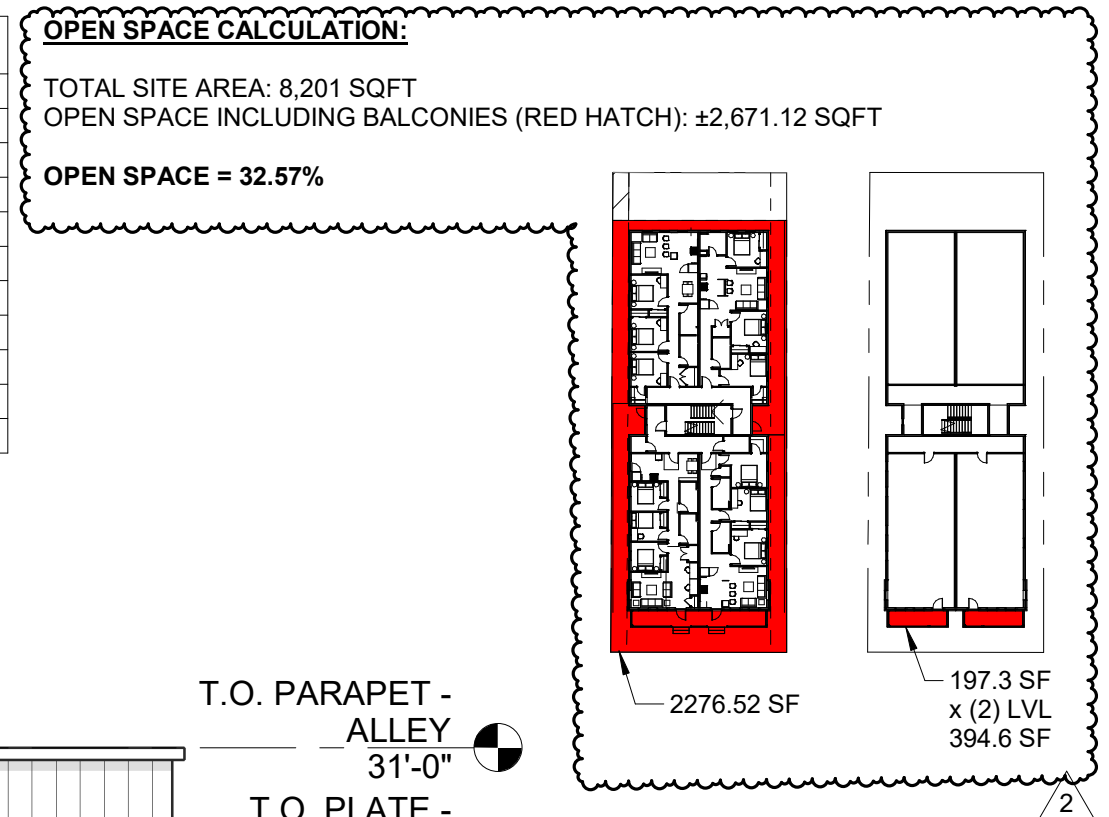 OPEN SPACE CALCULATION:
TOTAL SITE AREA: 8,201 SQFT
OPEN SPACE INCLUDING BALCONIES (RED HATCH): ±2,671.12 SQFT
OPEN SPACE = 32.57%
2276.52 SF
197.3 SF
x (2) LVL
394.6 SF
T.O. PARAPET -
ALLEY
31'-0"
T.O. PLATE -
2